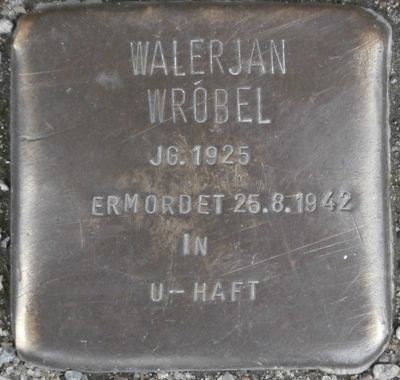 WALERJAN
WRÓBEL
JG. 1925
ERMORDET 25.8.1942
IN
U-HAFT